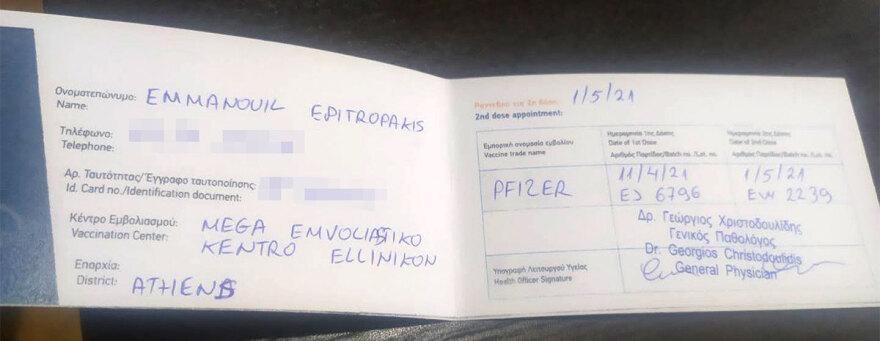 Ονοματεπώνυμο: EMMANOUIL EPITROPAKIS
Name:
Τηλέφωνο:
Telephone:
Αρ. Ταυτότητας/Έγγραφο ταυτοποίησης:
Id. Card no./Identification document:
Κέντρο Εμβολιασμού: MEGA EMVOLIASTIKO
Vaccination Center: KENTRO ELLINIKON
Επαρχία:
District: ATHENS
Ραντεβού για 2η δόση: 1/5/21
2nd dose appointment:
Εμπορική ονομασία εμβολίου
Vaccine trade name
Ημερομηνία 1ης Δόσης
Date of 1st Dose
Αριθμός Παρτίδας/Batch no. /Lot. no.
Ημερομηνία 2ης Δόσης
Date of 2nd Dose
Αριθμός Παρτίδας/Batch no. /Lot. no.
PFIZER 11/4/21 1/5/21
EJ 6796 EW 2239
Δρ. Γεώργιος Χριστοδουλίδης
Γενικός Παθολόγος
Dr. Georgios Christodoulidis
General Physician
Υπογραφή Λειτουργού Υγείας
Health Officer Signature